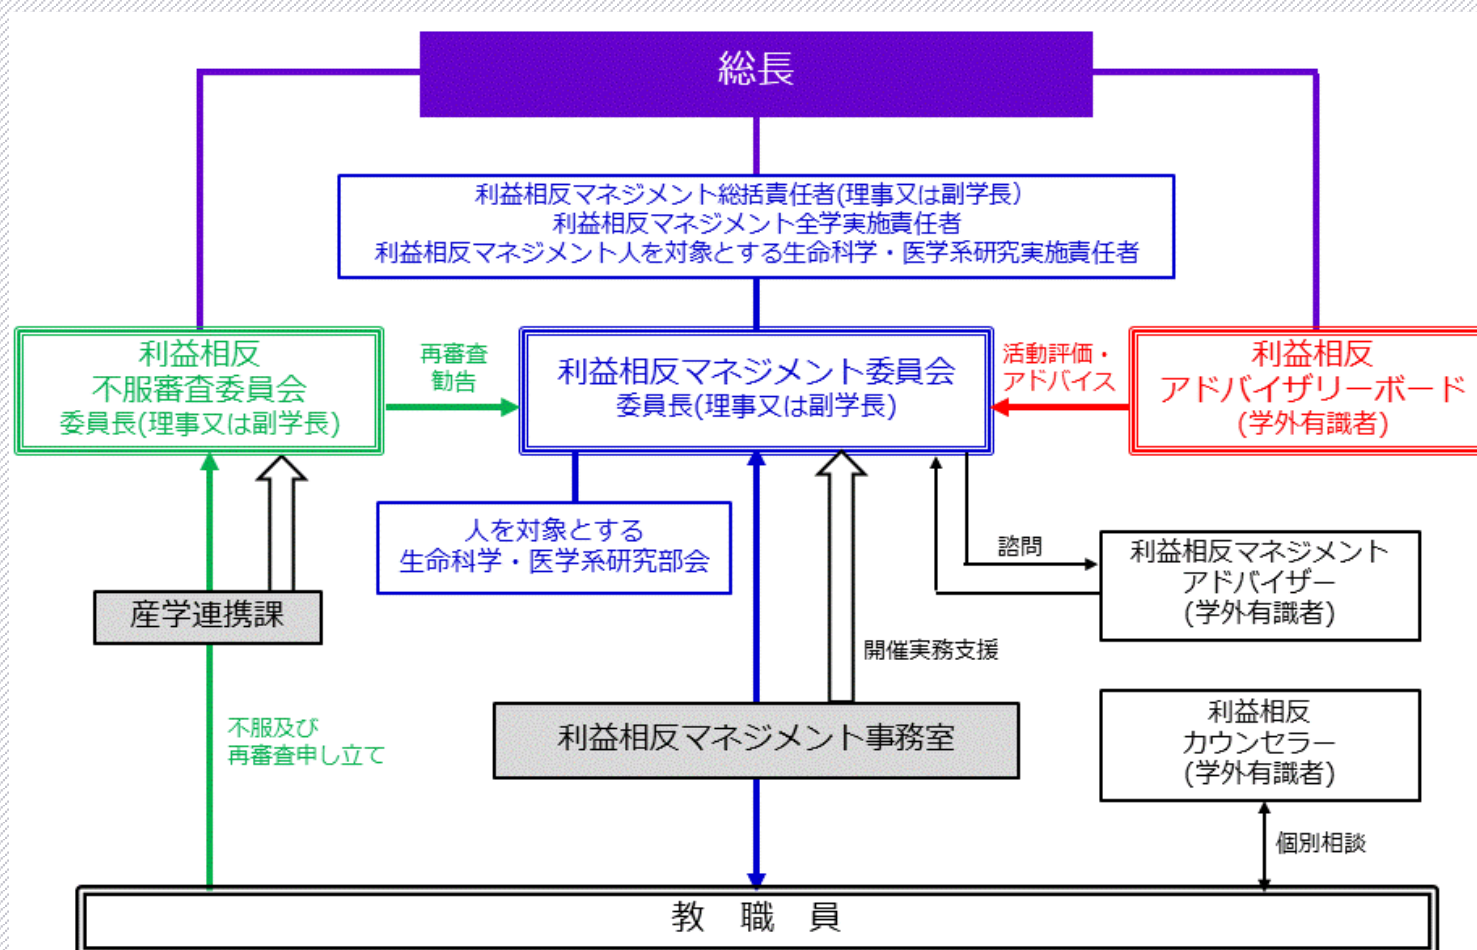 総長
利益相反マネジメント総括責任者(理事又は副学長)
利益相反マネジメント全学実施責任者
利益相反マネジメント人を対象とする生命科学・医学系研究実施責任者
利益相反
不服審査委員会
委員長(理事又は副学長)
再審査
勧告
利益相反マネジメント委員会
委員長(理事又は副学長)
活動評価・
アドバイス
利益相反
アドバイザリーボード
(学外有識者)
人を対象とする
生命科学・医学系研究部会
諮問
利益相反マネジメント
アドバイザー
(学外有識者)
産学連携課
開催実務支援
不服及び
再審査申し立て
利益相反マネジメント事務室
利益相反
カウンセラー
(学外有識者)
個別相談
教 職 員